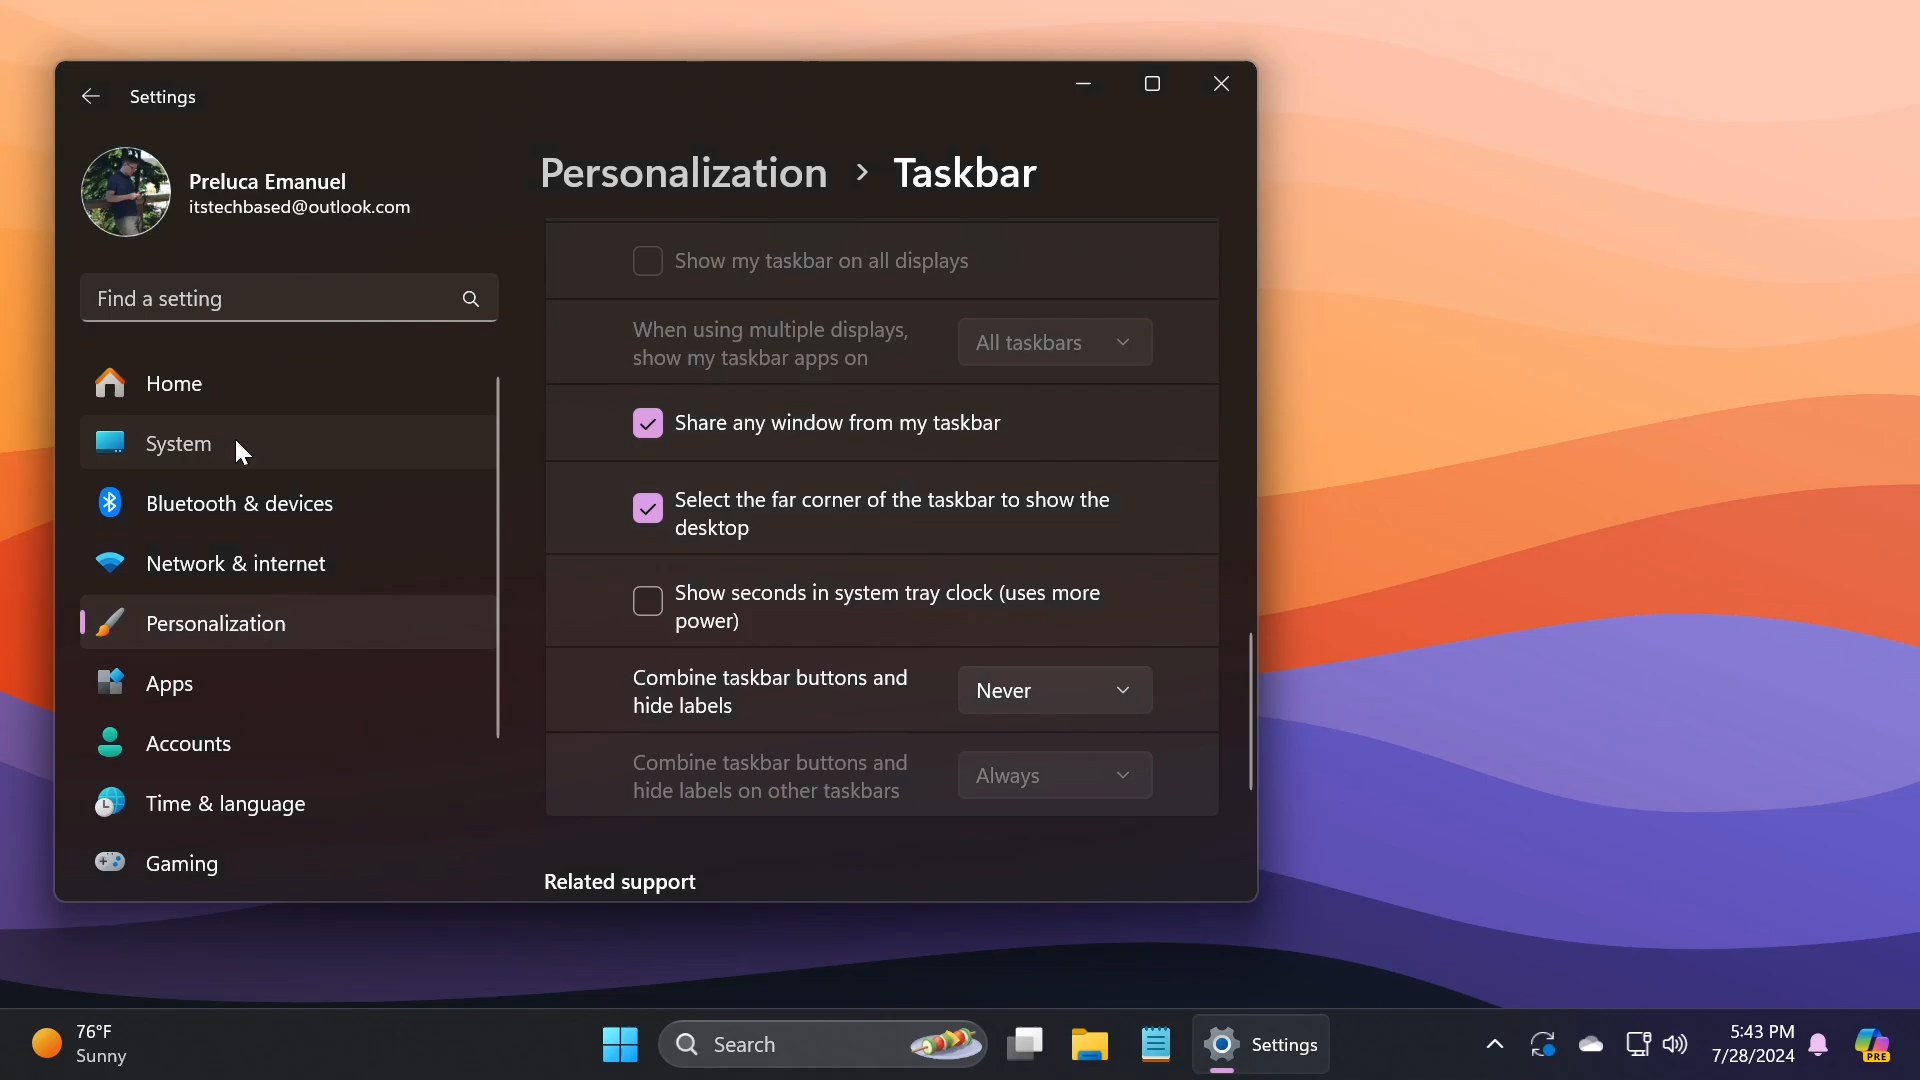 Settings
Preluca Emanuel
itstechbased@outlook.com
Find a setting
Home
System
Bluetooth & devices
Network & internet
Personalization
Apps
Accounts
Time & language
Gaming
Personalization > Taskbar
Show my taskbar on all displays
When using multiple displays,
show my taskbar apps on
All taskbars
Share any window from my taskbar
Select the far corner of the taskbar to show the
desktop
Show seconds in system tray clock (uses more
power)
Combine taskbar buttons and
hide labels
Never
Combine taskbar buttons and
hide labels on other taskbars
Always
Related support
76°F
Sunny
Search
Settings
5:43 PM
7/28/2024
PRE